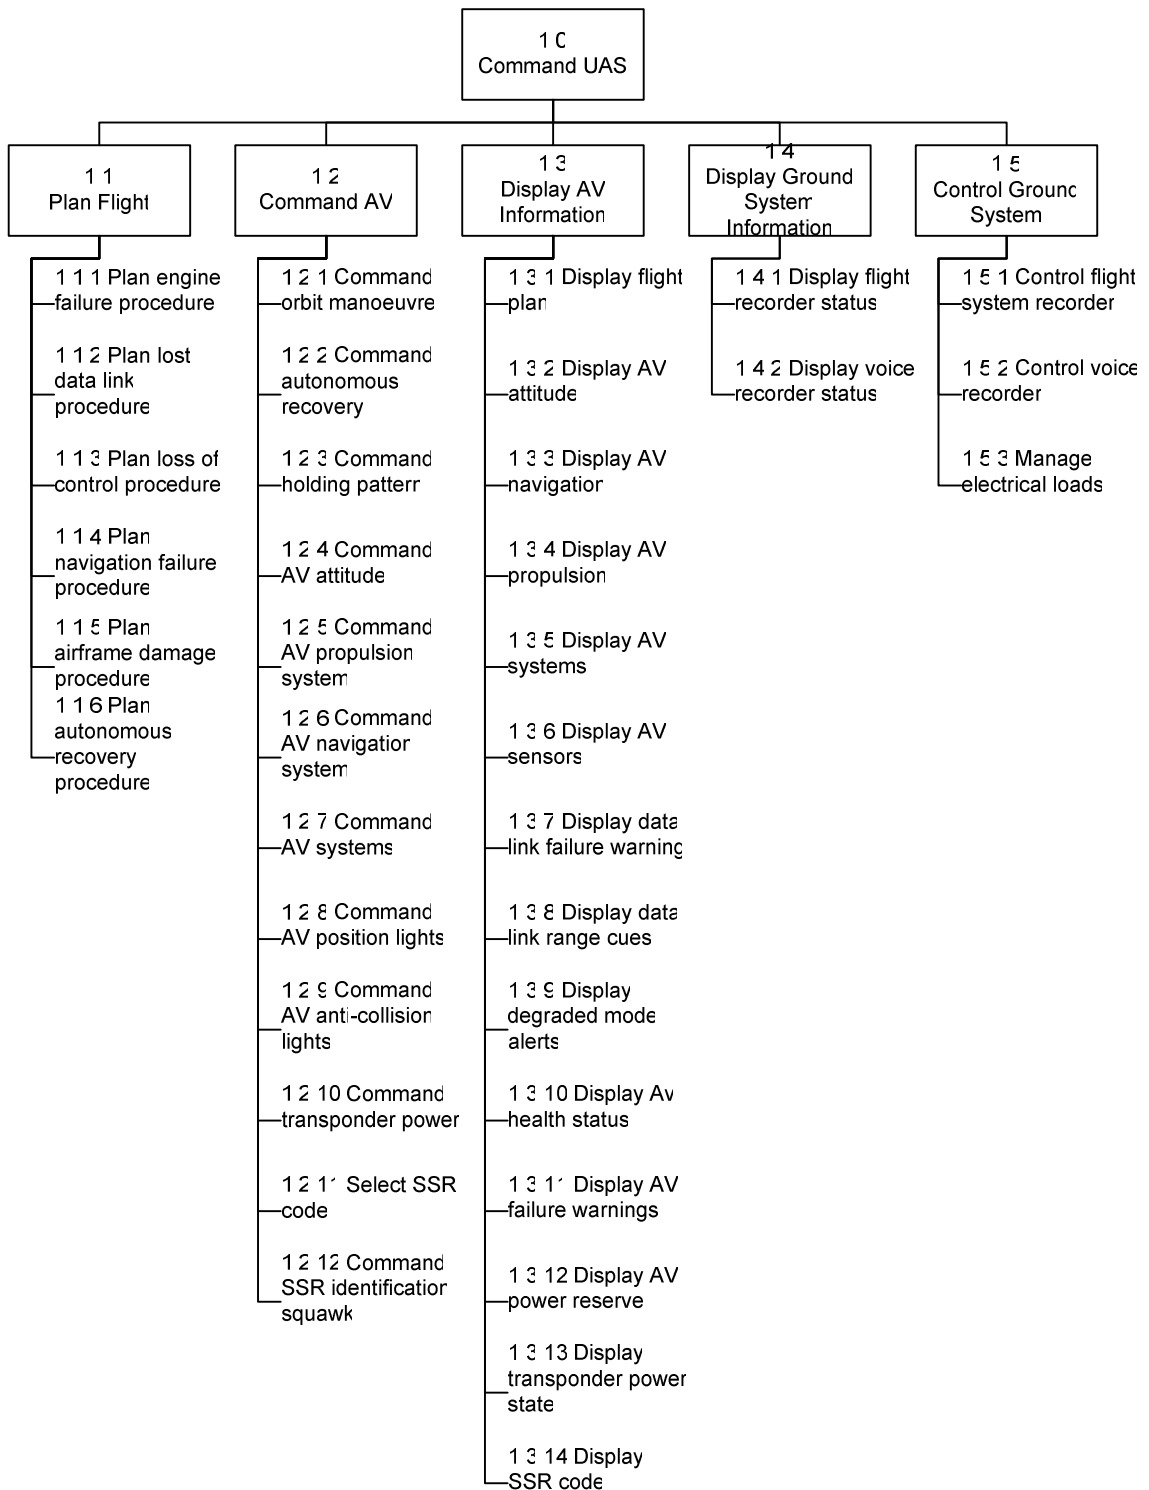 1 0
Command UAS
1 1
Plan Flight
1 1 1 Plan engine
failure procedure
1 1 2 Plan lost
data link
procedure
1 1 3 Plan loss of
control procedure
1 1 4 Plan
navigation failure
procedure
1 1 5 Plan
airframe damage
procedure
1 1 6 Plan
autonomous
recovery
procedure
1 2
Command AV
1 2 1 Command
orbit manoeuvre
1 2 2 Command
autonomous
recovery
1 2 3 Command
holding pattern
1 2 4 Command
AV attitude
1 2 5 Command
AV propulsion
system
1 2 6 Command
AV navigation
system
1 2 7 Command
AV systems
1 2 8 Command
AV position lights
1 2 9 Command
AV anti-collision
lights
1 2 10 Command
transponder power
1 2 11 Select SSR
code
1 2 12 Command
SSR identification
squawk
1 3
Display AV
Information
1 3 1 Display flight
plan
1 3 2 Display AV
attitude
1 3 3 Display AV
navigation
1 3 4 Display AV
propulsion
1 3 5 Display AV
systems
1 3 6 Display AV
sensors
1 3 7 Display data
link failure warning
1 3 8 Display data
link range cues
1 3 9 Display
degraded mode
alerts
1 3 10 Display Av
health status
1 3 11 Display AV
failure warnings
1 3 12 Display AV
power reserve
1 3 13 Display
transponder power
state
1 3 14 Display
SSR code
1 4
Display Ground
System
Information
1 4 1 Display flight
recorder status
1 4 2 Display voice
recorder status
1 5
Control Ground
System
1 5 1 Control flight
system recorder
1 5 2 Control voice
recorder
1 5 3 Manage
electrical loads